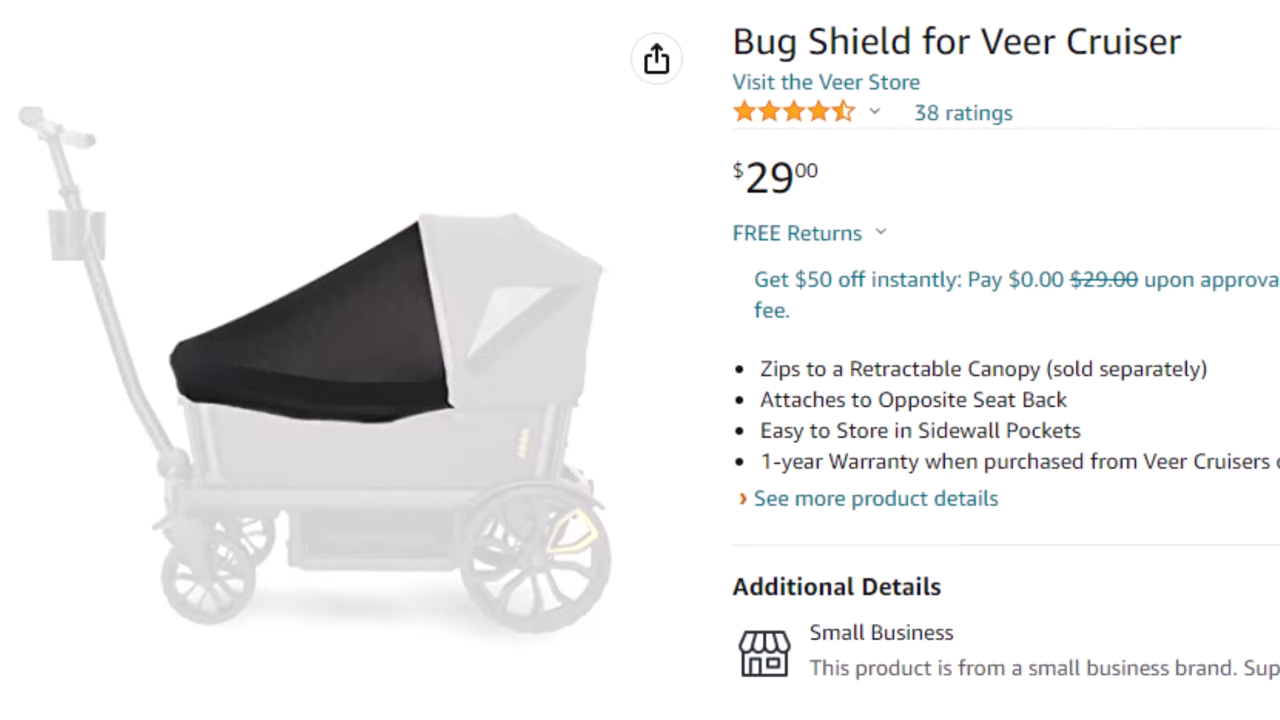 Bug Shield for Veer Cruiser
Visit the Veer Store
38 ratings
$2900
FREE Returns
Get $50 off instantly: Pay $0.00 $29.00 upon approva
fee.
Zips to a Retractable Canopy (sold separately)
Attaches to Opposite Seat Back
Easy to Store in Sidewall Pockets
1-year Warranty when purchased from Veer Cruisers
› See more product details
Additional Details
Small Business
This product is from a small business brand. Sup